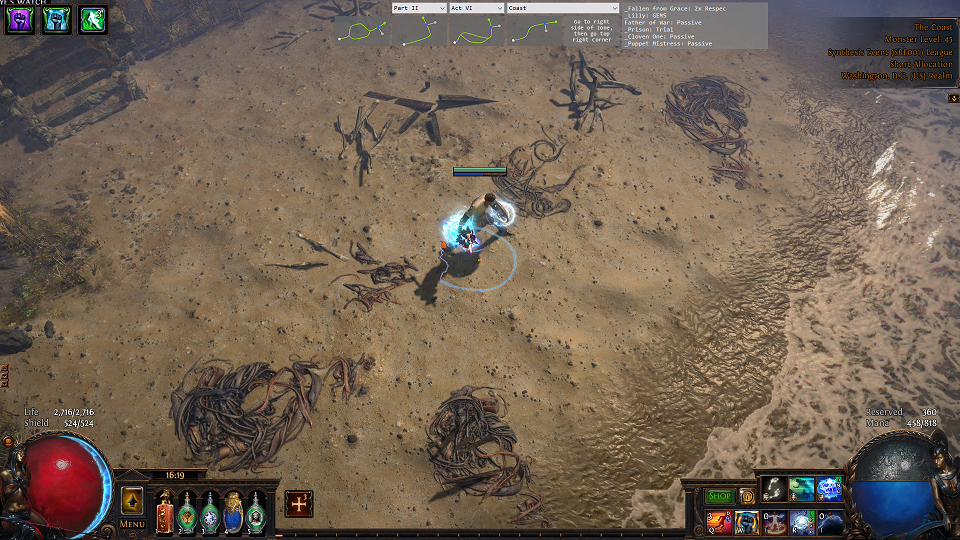 YES WATCH
Part II
Act VI
Coast
Go to right
side of zone,
then go top
right corner
_Fallen from Grace: 2x Respec
_Lilly: GEMS
Father of War: Passive
_Prison: Trial
_Cloven One: Passive
_Puppet Mistress: Passive
The Coast
Monster Level: 45
Synthesis Event (SRE007) League
Short Allocation
Washington, D.C. (US) Realm
Life 2,716/2,716
Shield 524/524
Reserved 360
Mana 458/818
16:19
Menu
Shop